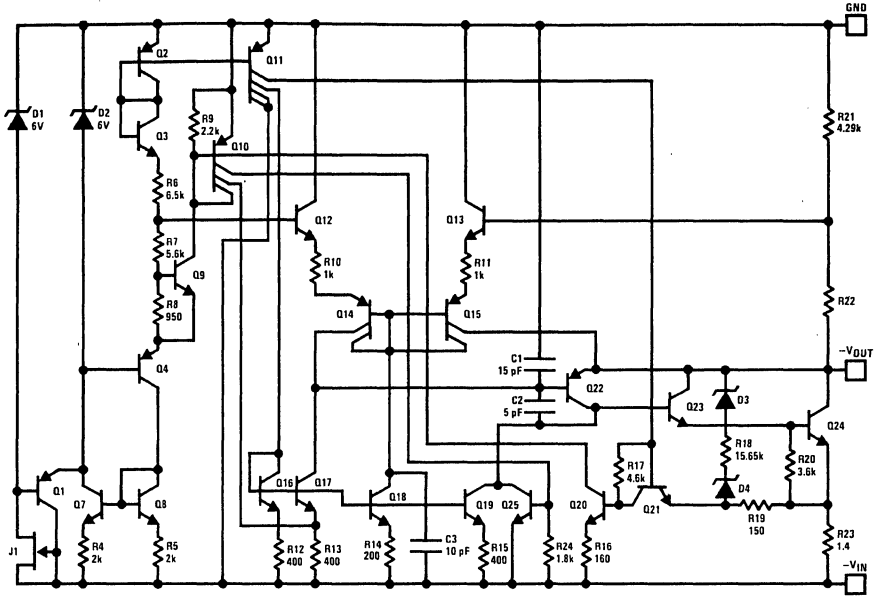 GND
Q2
Q11
D1
6V
D2
6V
Q3
R9
2.2k
Q10
R21
4.29k
R6
6.5k
Q12
Q13
R7
5.6k
Q9
R10
1k
R11
1k
R22
R8
950
Q14
Q15
Q4
C1
15 pF
-VOUT
Q22
C2
5 pF
Q23
D3
Q24
R18
15.65k
R20
3.6k
Q1
Q7
Q8
Q16
Q17
Q18
Q19
Q25
Q20
R17
4.6k
Q21
D4
R19
150
J1
R4
2k
R5
2k
R12
400
R13
400
R14
200
C3
10 pF
R15
400
R24
1.8k
R16
160
R23
1.4
-VIN